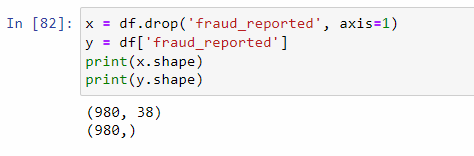 In [82]: x = df.drop('fraud_reported', axis=1)
y = df['fraud_reported']
print(x.shape)
print(y.shape)
(980, 38)
(980,)